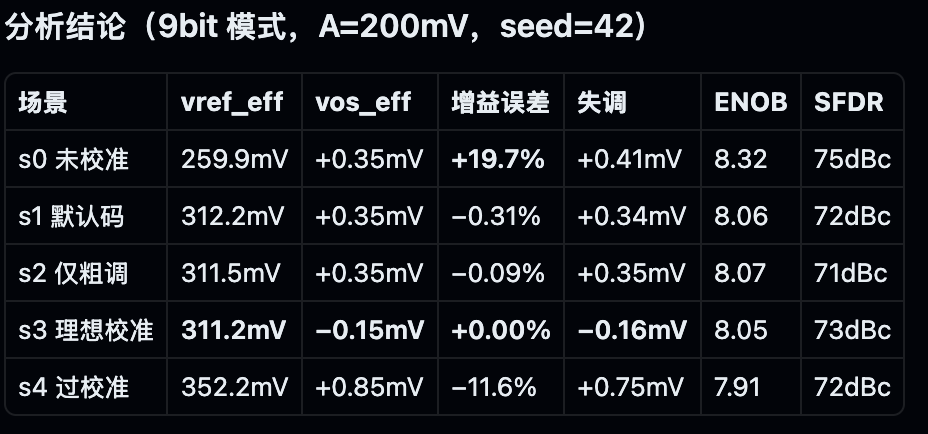 分析结论（9bit 模式，A=200mV，seed=42）
场景 vref_eff vos_eff 增益误差 失调 ENOB SFDR
s0 未校准 259.9mV +0.35mV +19.7% +0.41mV 8.32 75dBc
s1 默认码 312.2mV +0.35mV −0.31% +0.34mV 8.06 72dBc
s2 仅粗调 311.5mV +0.35mV −0.09% +0.35mV 8.07 71dBc
s3 理想校准 311.2mV −0.15mV +0.00% −0.16mV 8.05 73dBc
s4 过校准 352.2mV +0.85mV −11.6% +0.75mV 7.91 72dBc